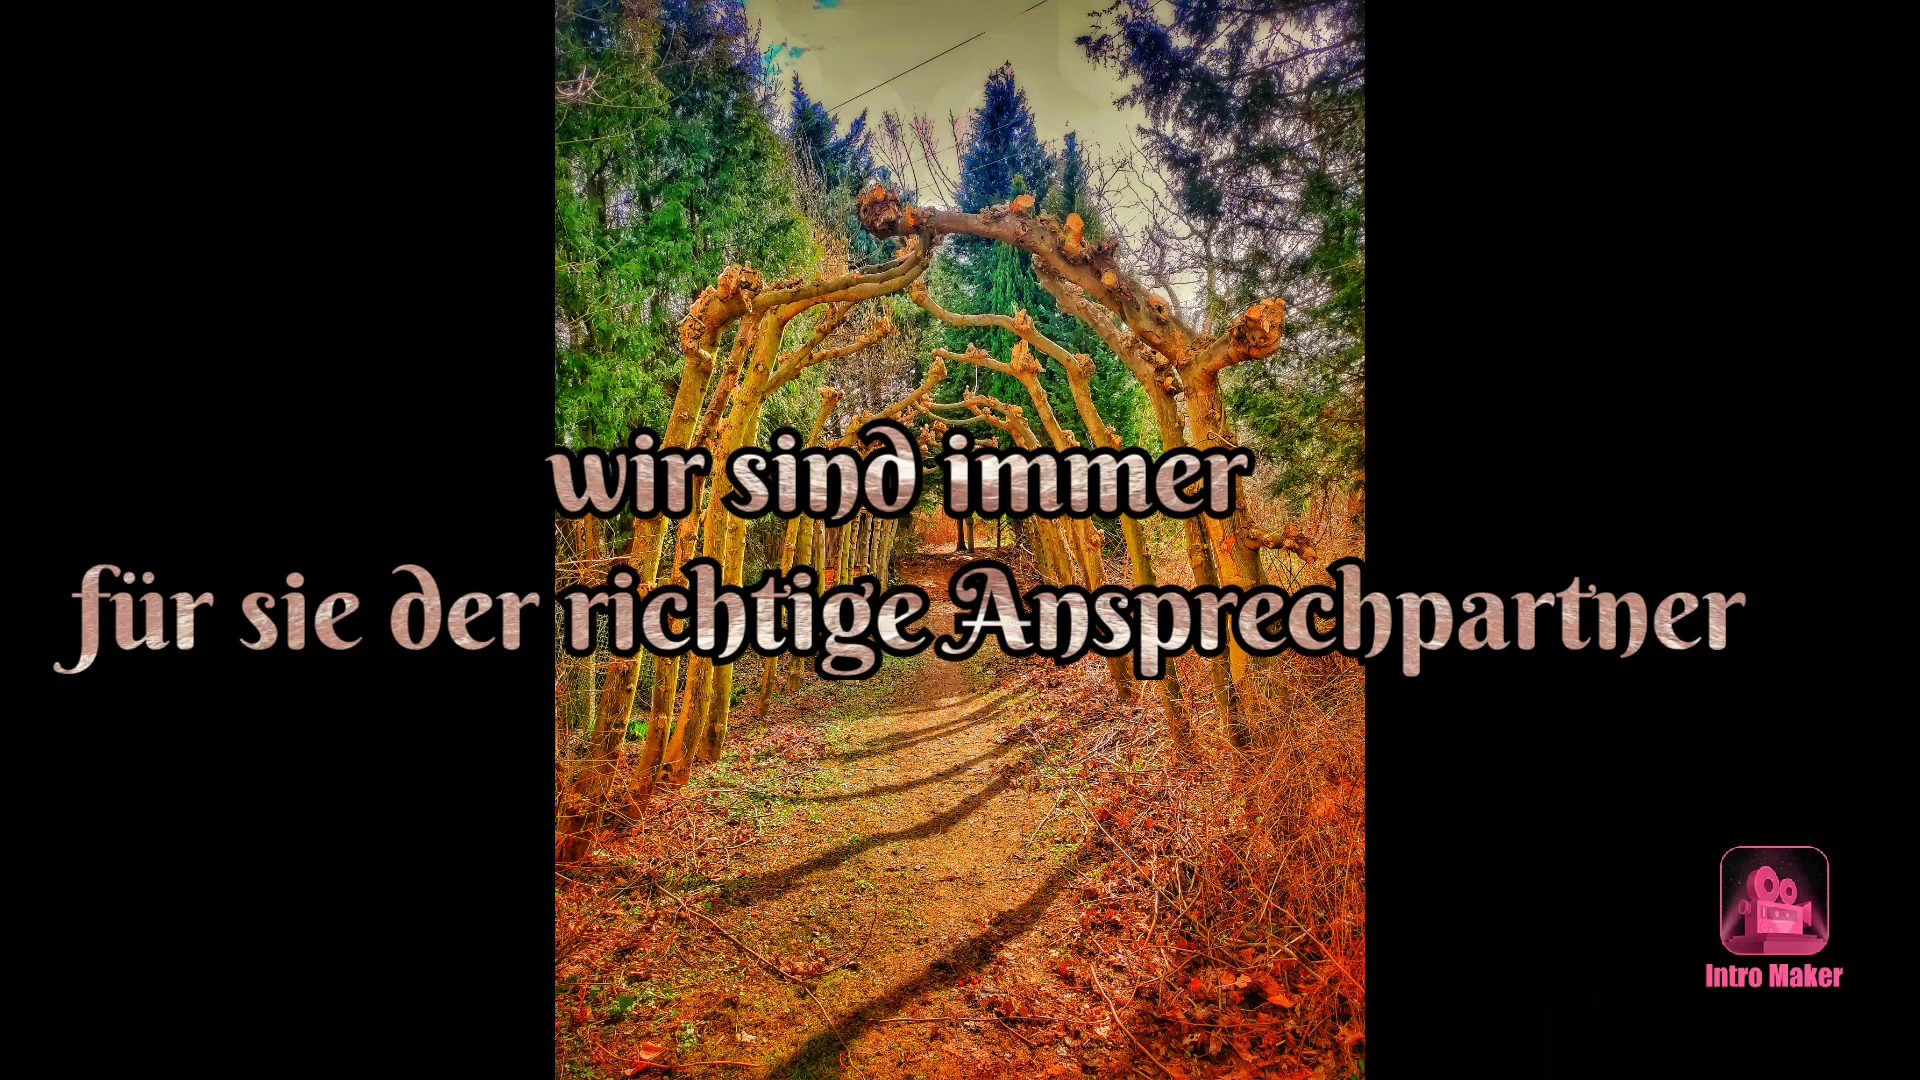 wir sind immer
für sie der richtige Ansprechpartner
Intro Maker